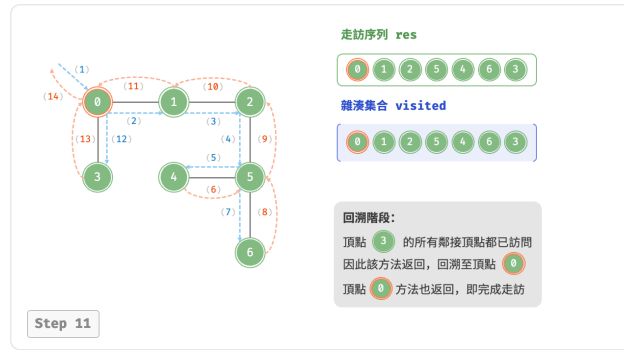 走訪序列 res
0 1 2 5 4 6 3
雜湊集合 visited
0 1 2 5 4 6 3
(1)
(11) (10)
(14)
0 1 2
(2) (3)
(13) (12) (4) (9)
(5)
3 4 5
(6)
(7) (8)
6
回溯階段：
頂點 3 的所有鄰接頂點都已訪問
因此該方法返回，回溯至頂點 0
頂點 0 方法也返回，即完成走訪
Step 11